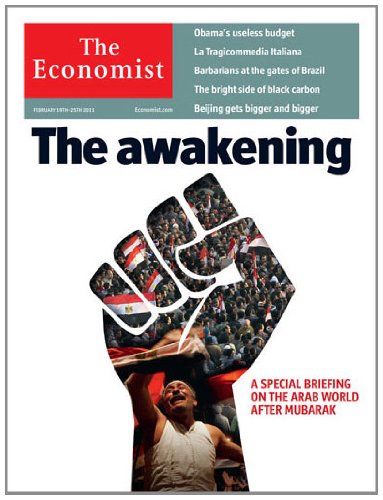 The
Economist
Obama's useless budget
La Tragicommedia Italiana
Barbarians at the gates of Brazil
The bright side of black carbon
Beijing gets bigger and bigger
FEBRUARY 19TH-25TH 2011
Economist.com
The awakening
A SPECIAL BRIEFING
ON THE ARAB WORLD
AFTER MUBARAK